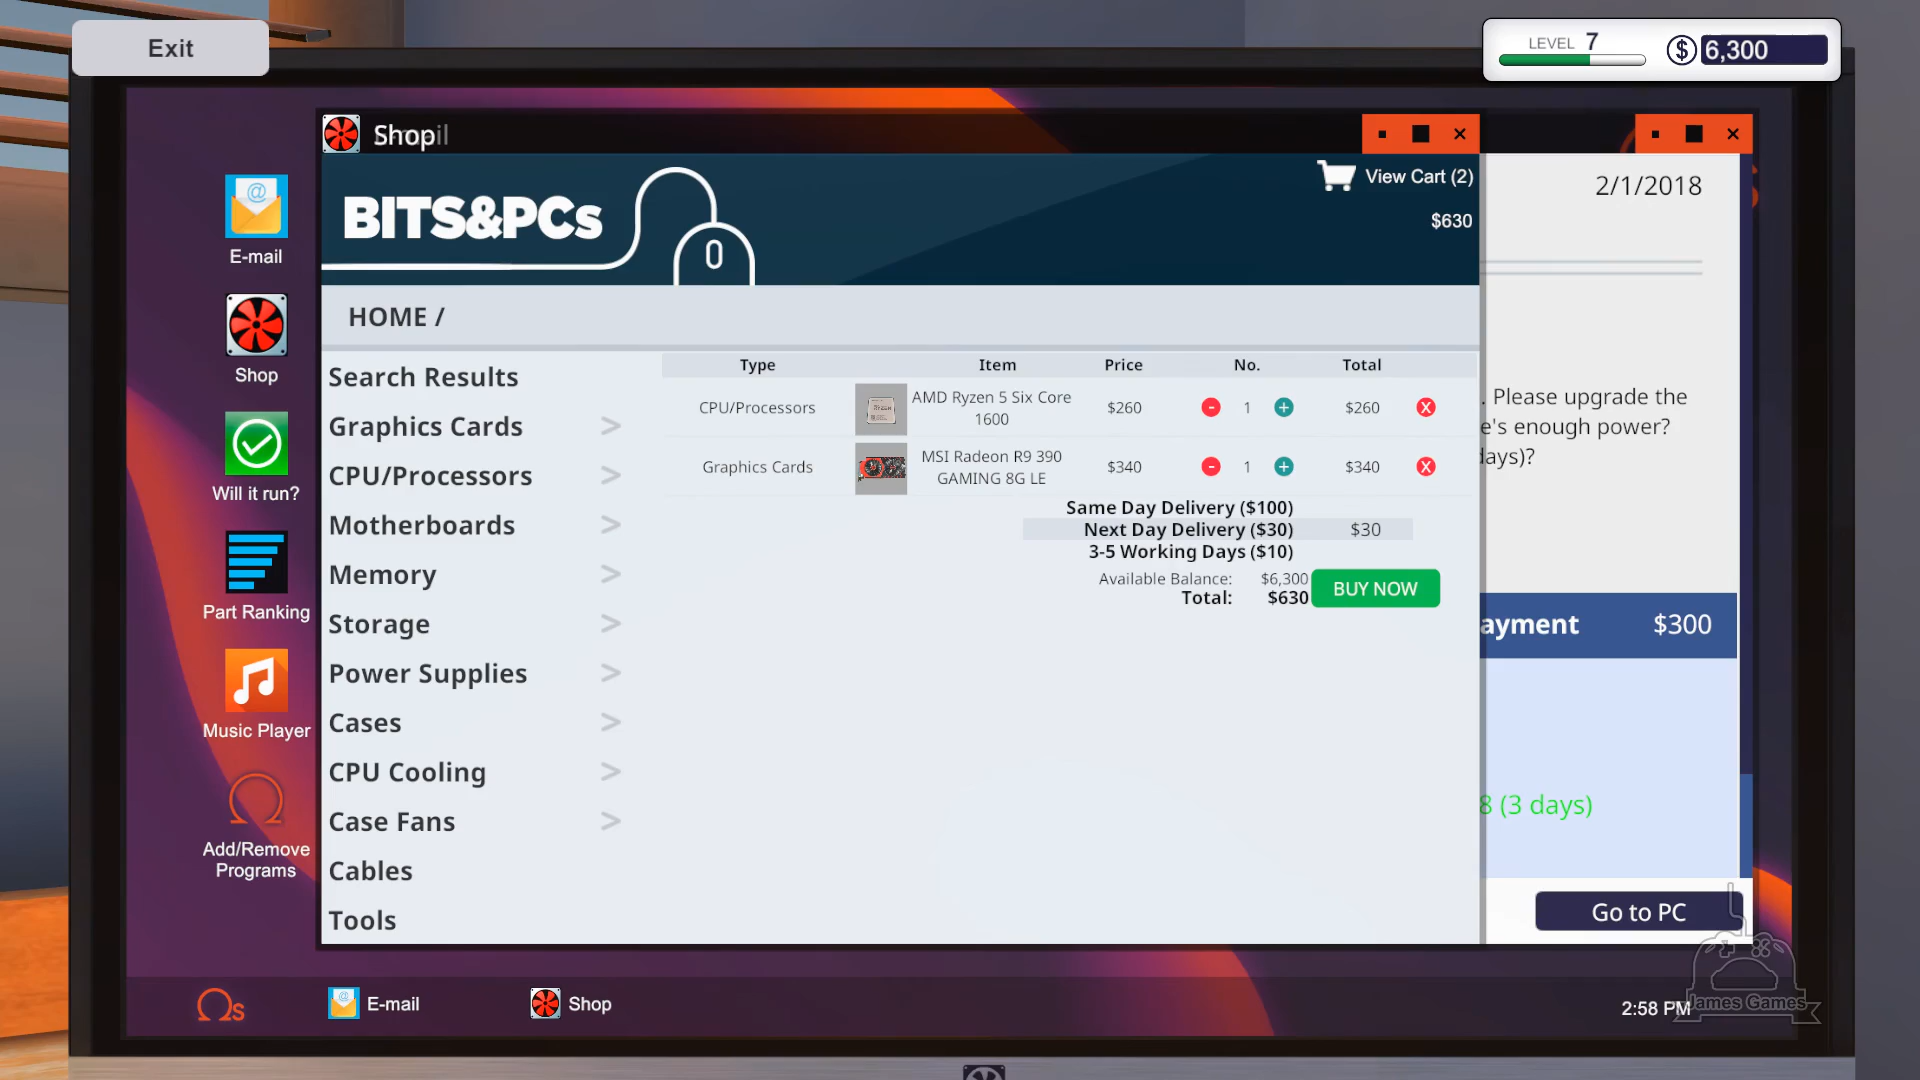 Exit
LEVEL 7
$ 6,300
Shop
View Cart (2)
$630
BITS&PCs
2/1/2018
E-mail
Shop
Will it run?
Part Ranking
Music Player
Add/Remove
Programs
HOME /
Search Results
Graphics Cards >
CPU/Processors >
Motherboards >
Memory >
Storage >
Power Supplies >
Cases >
CPU Cooling >
Case Fans >
Cables
Tools
Type Item Price No. Total
CPU/Processors AMD Ryzen 5 Six Core 1600 $260 - 1 + $260 X
Graphics Cards MSI Radeon R9 390 GAMING 8G LE $340 - 1 + $340 X
Same Day Delivery ($100)
Next Day Delivery ($30) $30
3-5 Working Days ($10)
Available Balance: $6,300
Total: $630
BUY NOW
. Please upgrade the
e's enough power?
days)?
ayment $300
8 (3 days)
Go to PC
Ωs
E-mail
Shop
2:58 PM
James Games